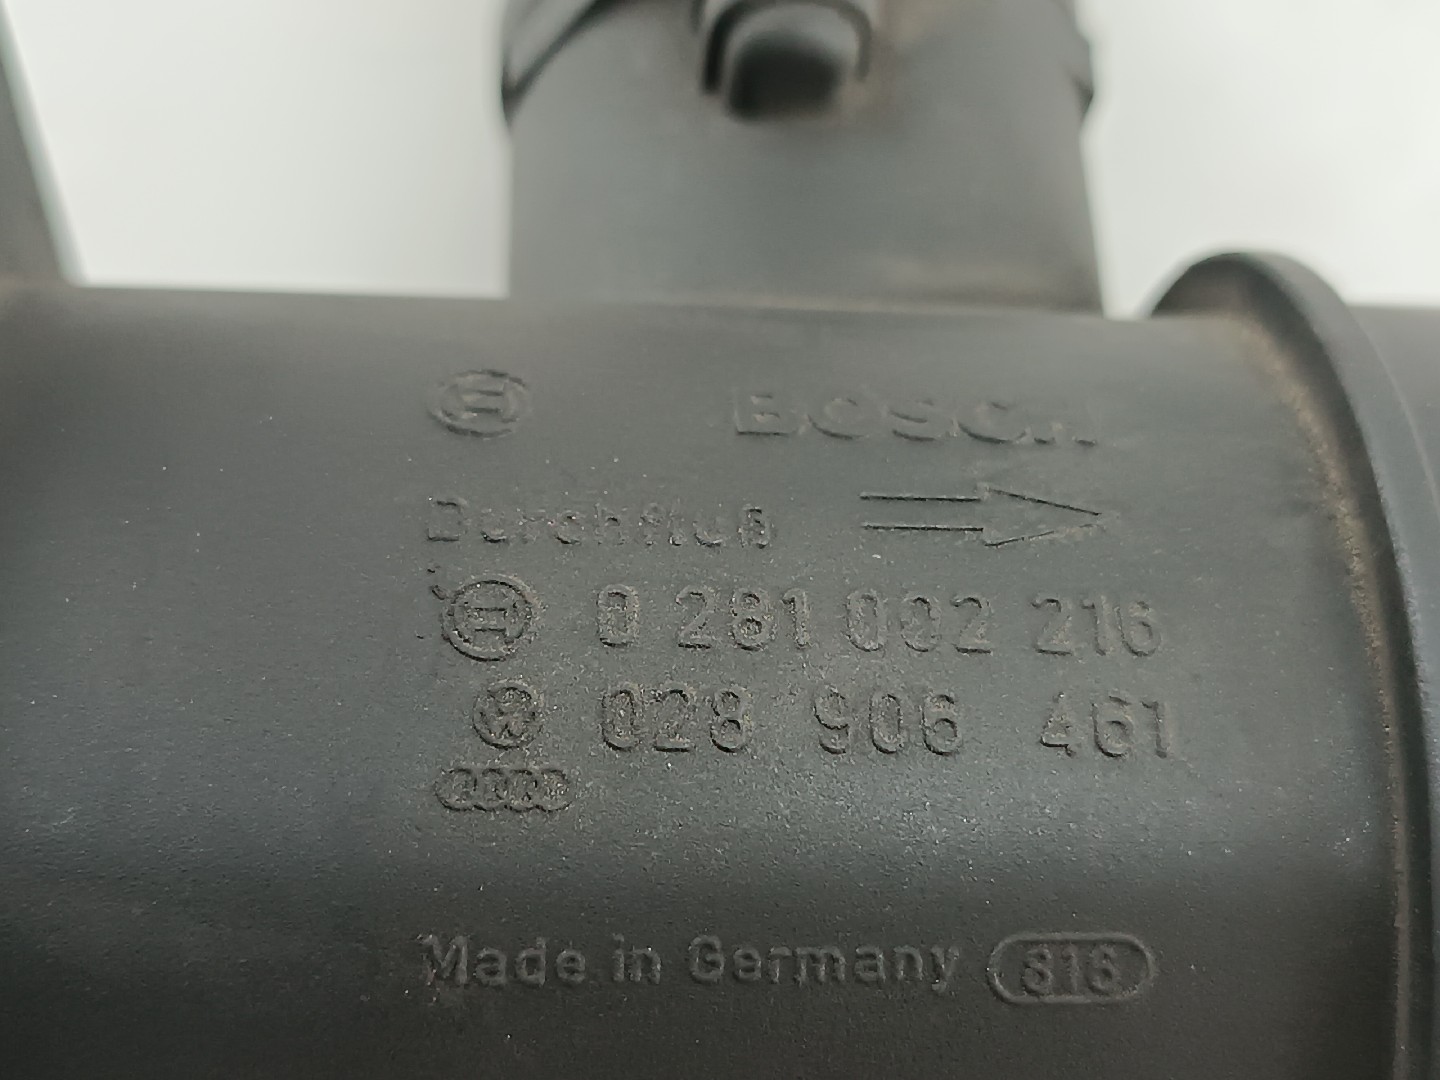 BOSCH
Durchfluß
0 281 002 216
028 906 461
Made in Germany 816